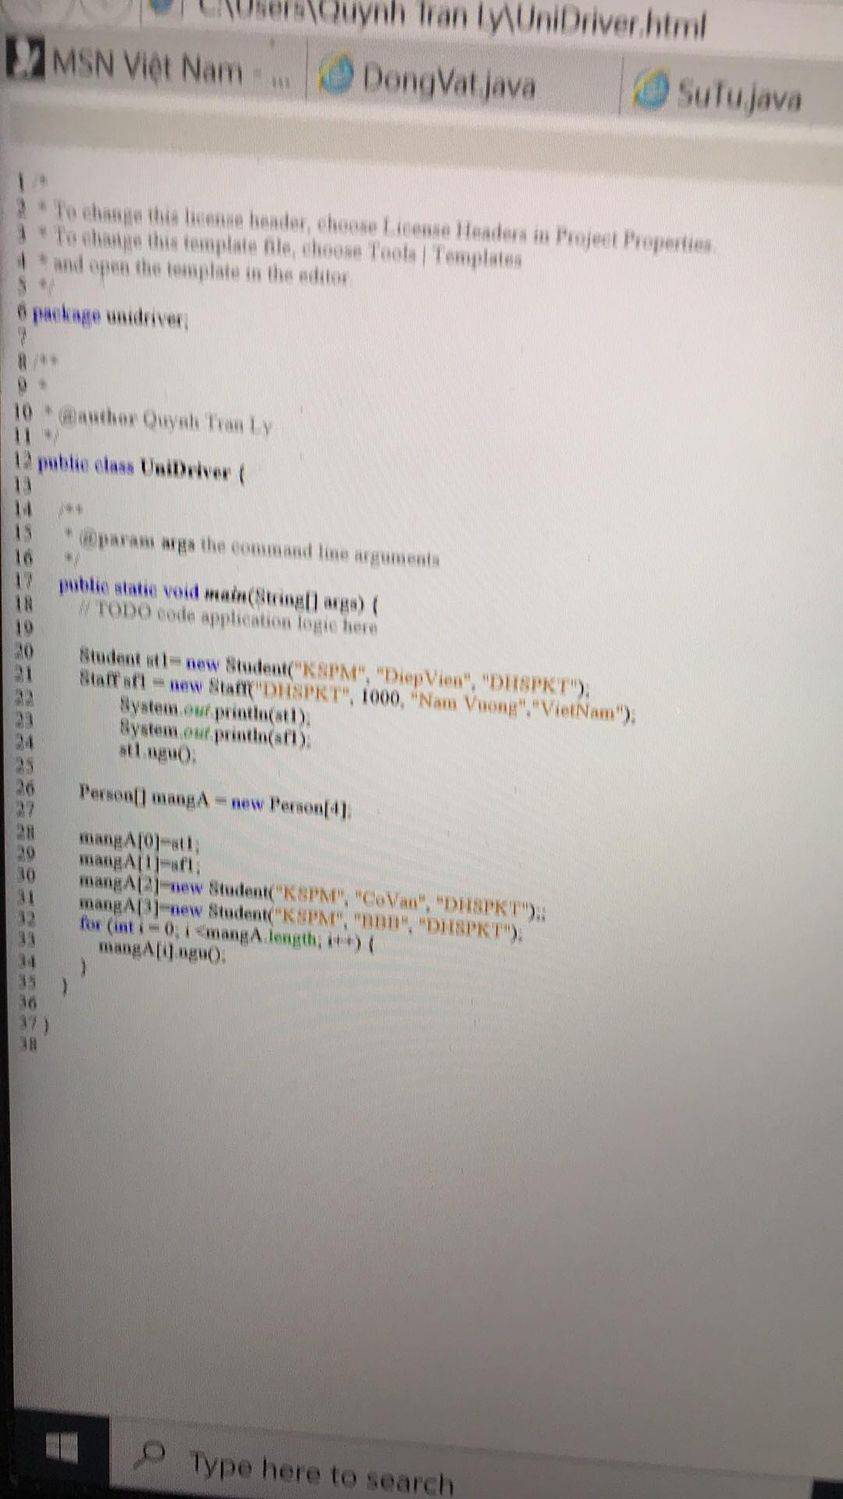 C:\Users\Quynh Tran Ly\UniDriver.html
MSN Việt Nam - ...
DongVat.java
SuTu.java
1 /*
2 * To change this license header, choose License Headers in Project Properties.
3 * To change this template file, choose Tools | Templates
4 * and open the template in the editor.
5 */
6 package unidriver;
7
8 /**
9 *
10 * @author Quynh Tran Ly
11 */
12 public class UniDriver {
13
14 /**
15 * @param args the command line arguments
16 */
17 public static void main(String[] args) {
18 // TODO code application logic here
19
20 Student st1= new Student("KSPM", "DiepVien", "DHSPKT");
21 Staff sf1 = new Staff("DHSPKT", 1000, "Nam Vuong","VietNam");
22 System.out.println(st1);
23 System.out.println(sf1);
24 st1.ngu();
25
26 Person[] mangA = new Person[4];
27
28 mangA[0]=st1;
29 mangA[1]=sf1;
30 mangA[2]=new Student("KSPM", "CoVan", "DHSPKT");;
31 mangA[3]=new Student("KSPM", "BBB", "DHSPKT");
32 for (int i = 0; i <mangA.length; i++) {
33 mangA[i].ngu();
34 }
35 }
36
37 }
38
Type here to search